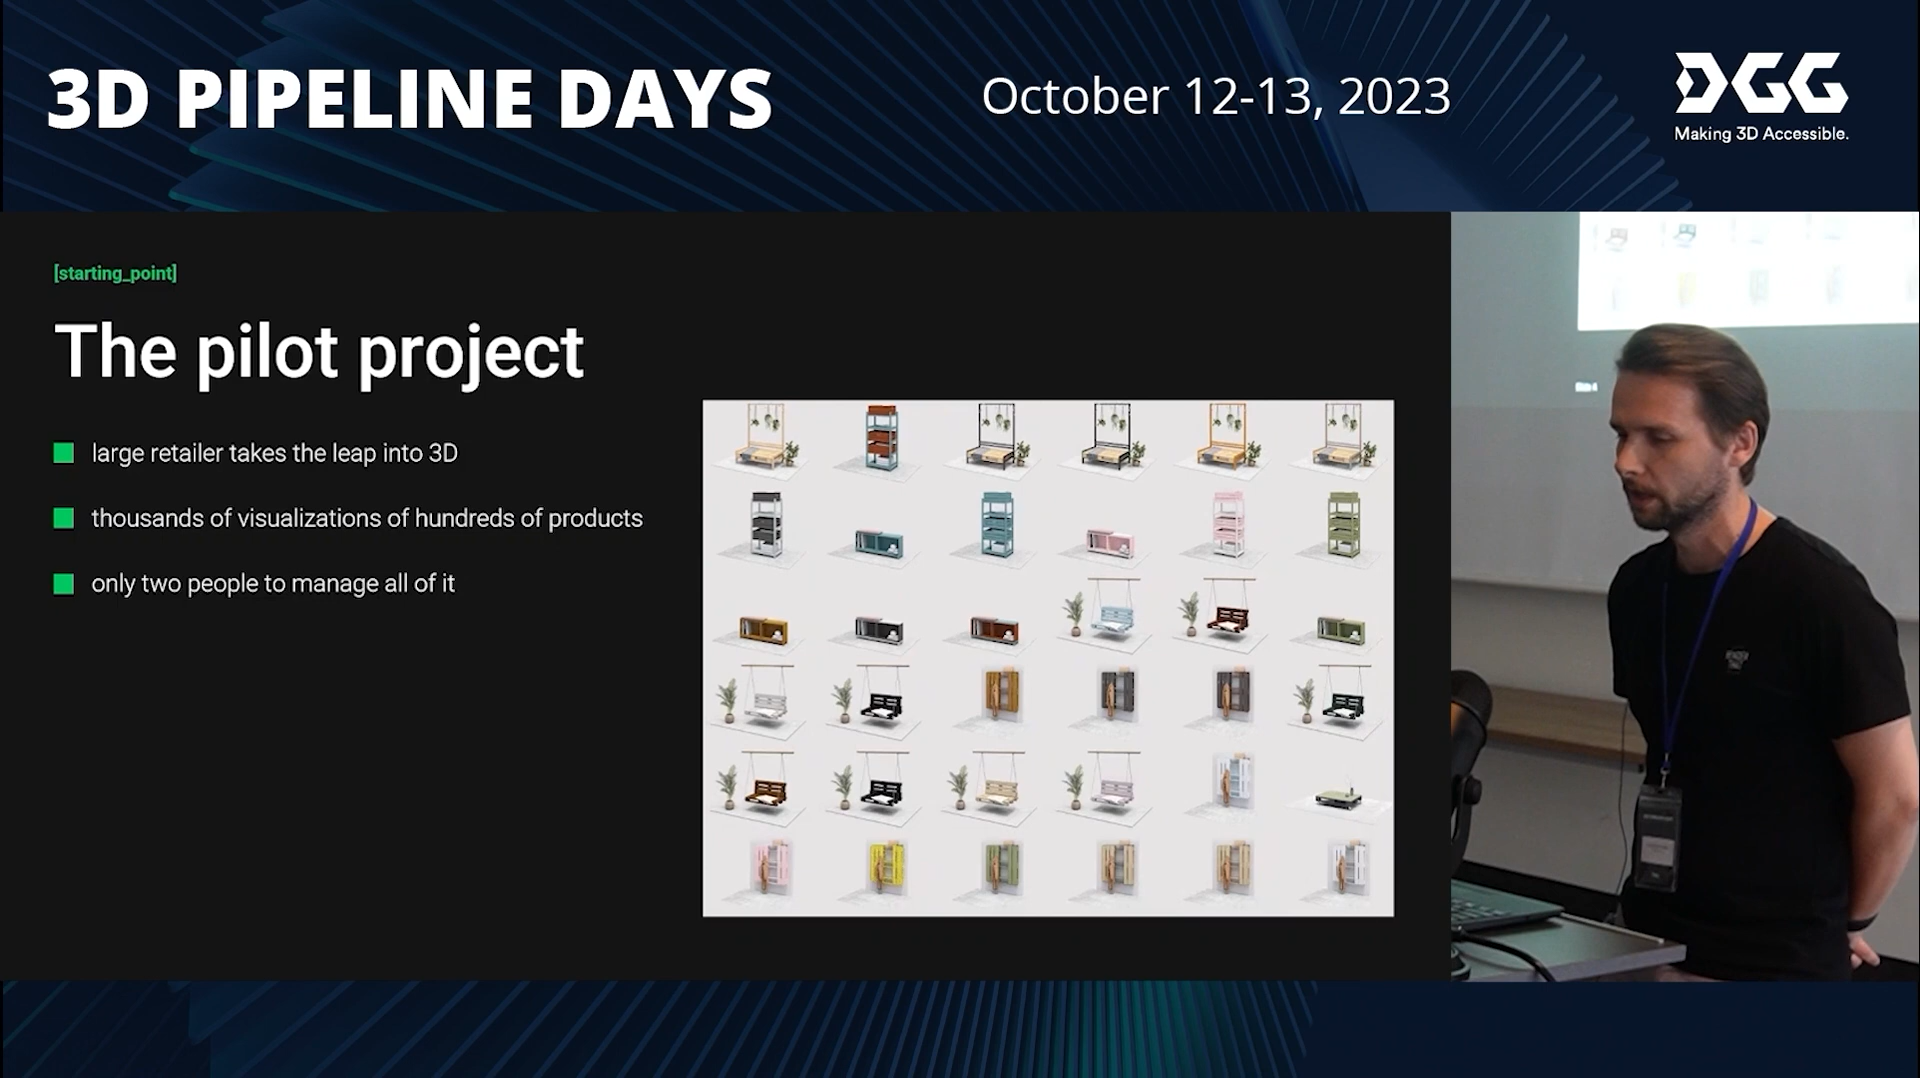 3D PIPELINE DAYS
October 12-13, 2023
DGG
Making 3D Accessible.
[starting_point]
The pilot project
large retailer takes the leap into 3D
thousands of visualizations of hundreds of products
only two people to manage all of it